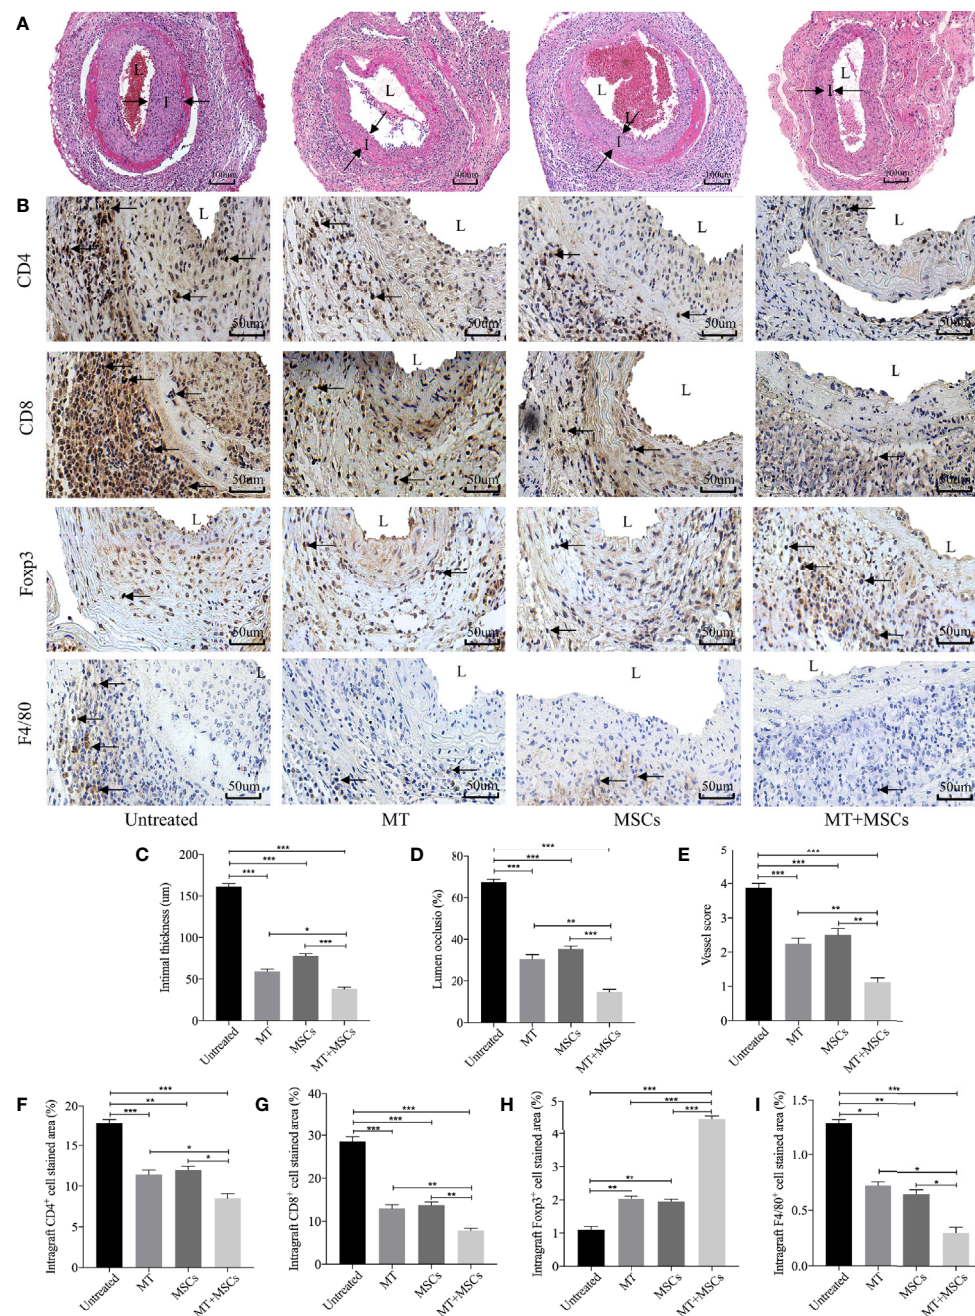 A
L
I
100um
L
I
100um
L
L
I
100um
L
I
100um
B
CD4
L
50um
L
50um
L
50um
L
50um
CD8
50um
L
50um
L
50um
L
50um
Foxp3
L
50um
L
50um
L
50um
L
50um
F4/80
L
50um
L
50um
L
50um
L
50um
Untreated MT MSCs MT+MSCs
C
Intimal thickness (um)
200
150
100
50
0
***
***
***
*
***
Untreated
MT
MSCs
MT+MSCs
D
Lumen occlusio (%)
80
60
40
20
0
***
***
***
**
***
Untreated
MT
MSCs
MT+MSCs
E
Vessel score
5
4
3
2
1
0
***
***
***
**
**
Untreated
MT
MSCs
MT+MSCs
F
Intragraft CD4+ cell stained area (%)
20
15
10
5
0
***
**
***
*
*
Untreated
MT
MSCs
MT+MSCs
G
Intragraft CD8+ cell stained area (%)
40
30
20
10
0
***
***
***
**
**
Untreated
MT
MSCs
MT+MSCs
H
Intragraft Foxp3+ cell stained area (%)
5
4
3
2
1
0
***
***
***
**
**
Untreated
MT
MSCs
MT+MSCs
I
Intragraft F4/80+ cell stained area (%)
1.5
1.0
0.5
0.0
***
**
*
*
*
Untreated
MT
MSCs
MT+MSCs